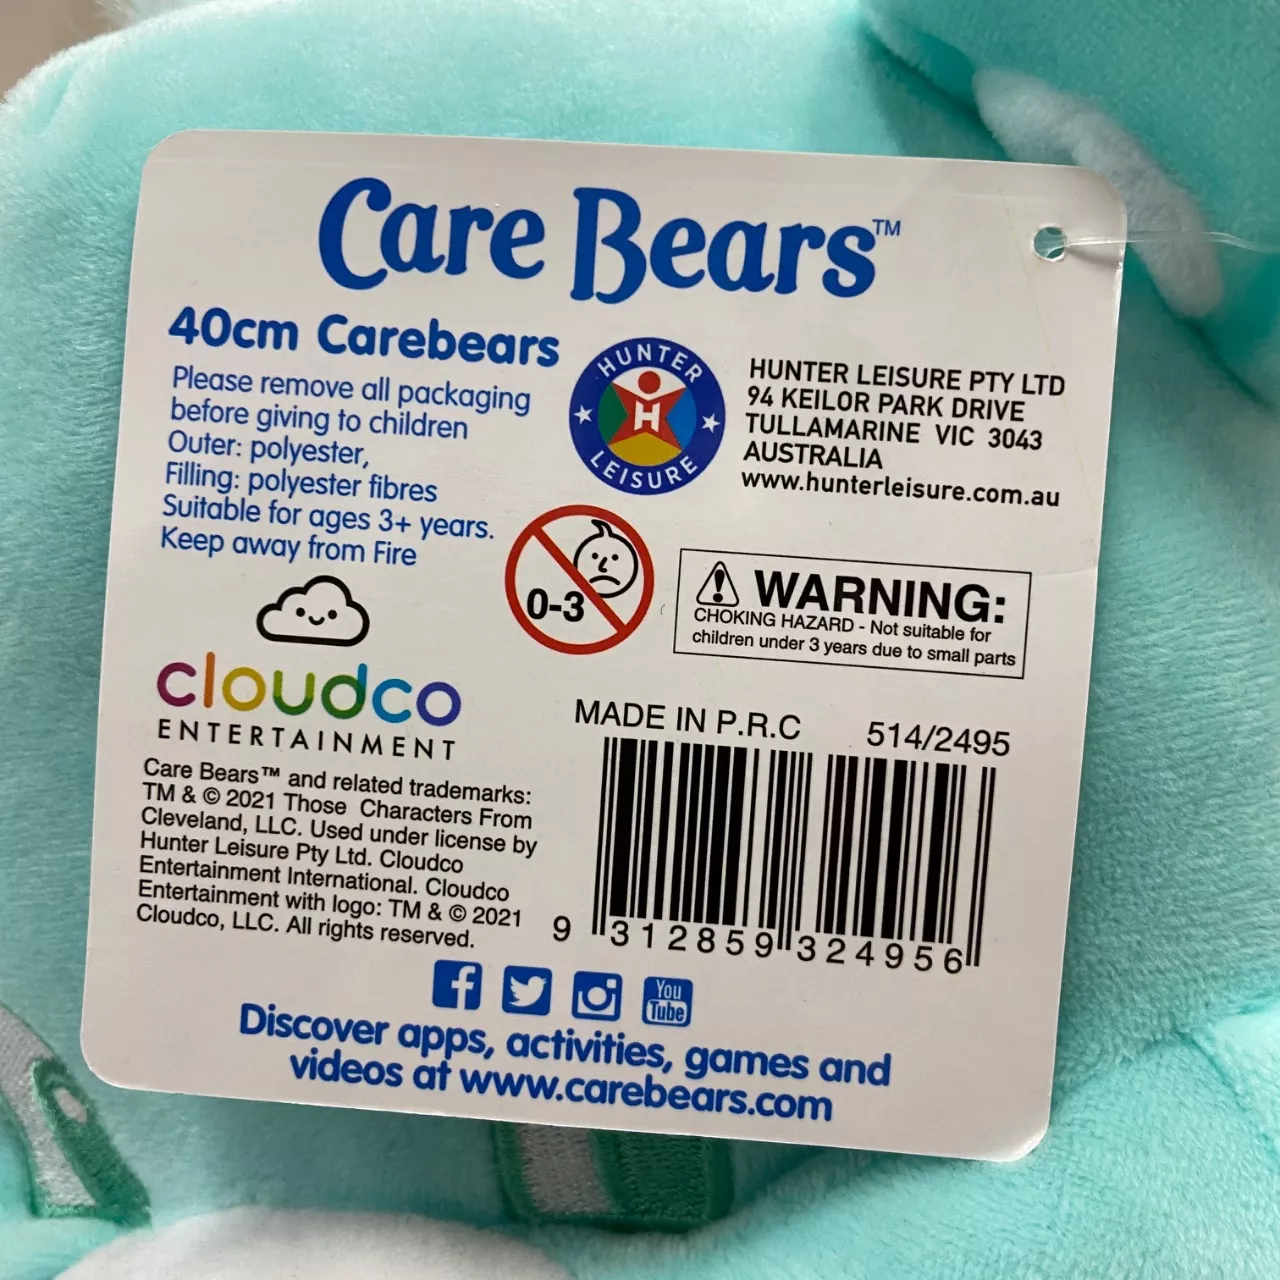 Care Bears™
40cm Carebears
Please remove all packaging
before giving to children
Outer: polyester,
Filling: polyester fibres
Suitable for ages 3+ years.
Keep away from Fire
HUNTER
H
LEISURE
HUNTER LEISURE PTY LTD
94 KEILOR PARK DRIVE
TULLAMARINE VIC 3043
AUSTRALIA
www.hunterleisure.com.au
0-3
WARNING:
CHOKING HAZARD - Not suitable for
children under 3 years due to small parts
cloudco
ENTERTAINMENT
Care Bears™ and related trademarks:
TM & © 2021 Those Characters From
Cleveland, LLC. Used under license by
Hunter Leisure Pty Ltd. Cloudco
Entertainment International. Cloudco
Entertainment with logo: TM & © 2021
Cloudco, LLC. All rights reserved.
MADE IN P.R.C 514/2495
9 312859 324956
You
Tube
Discover apps, activities, games and
videos at www.carebears.com